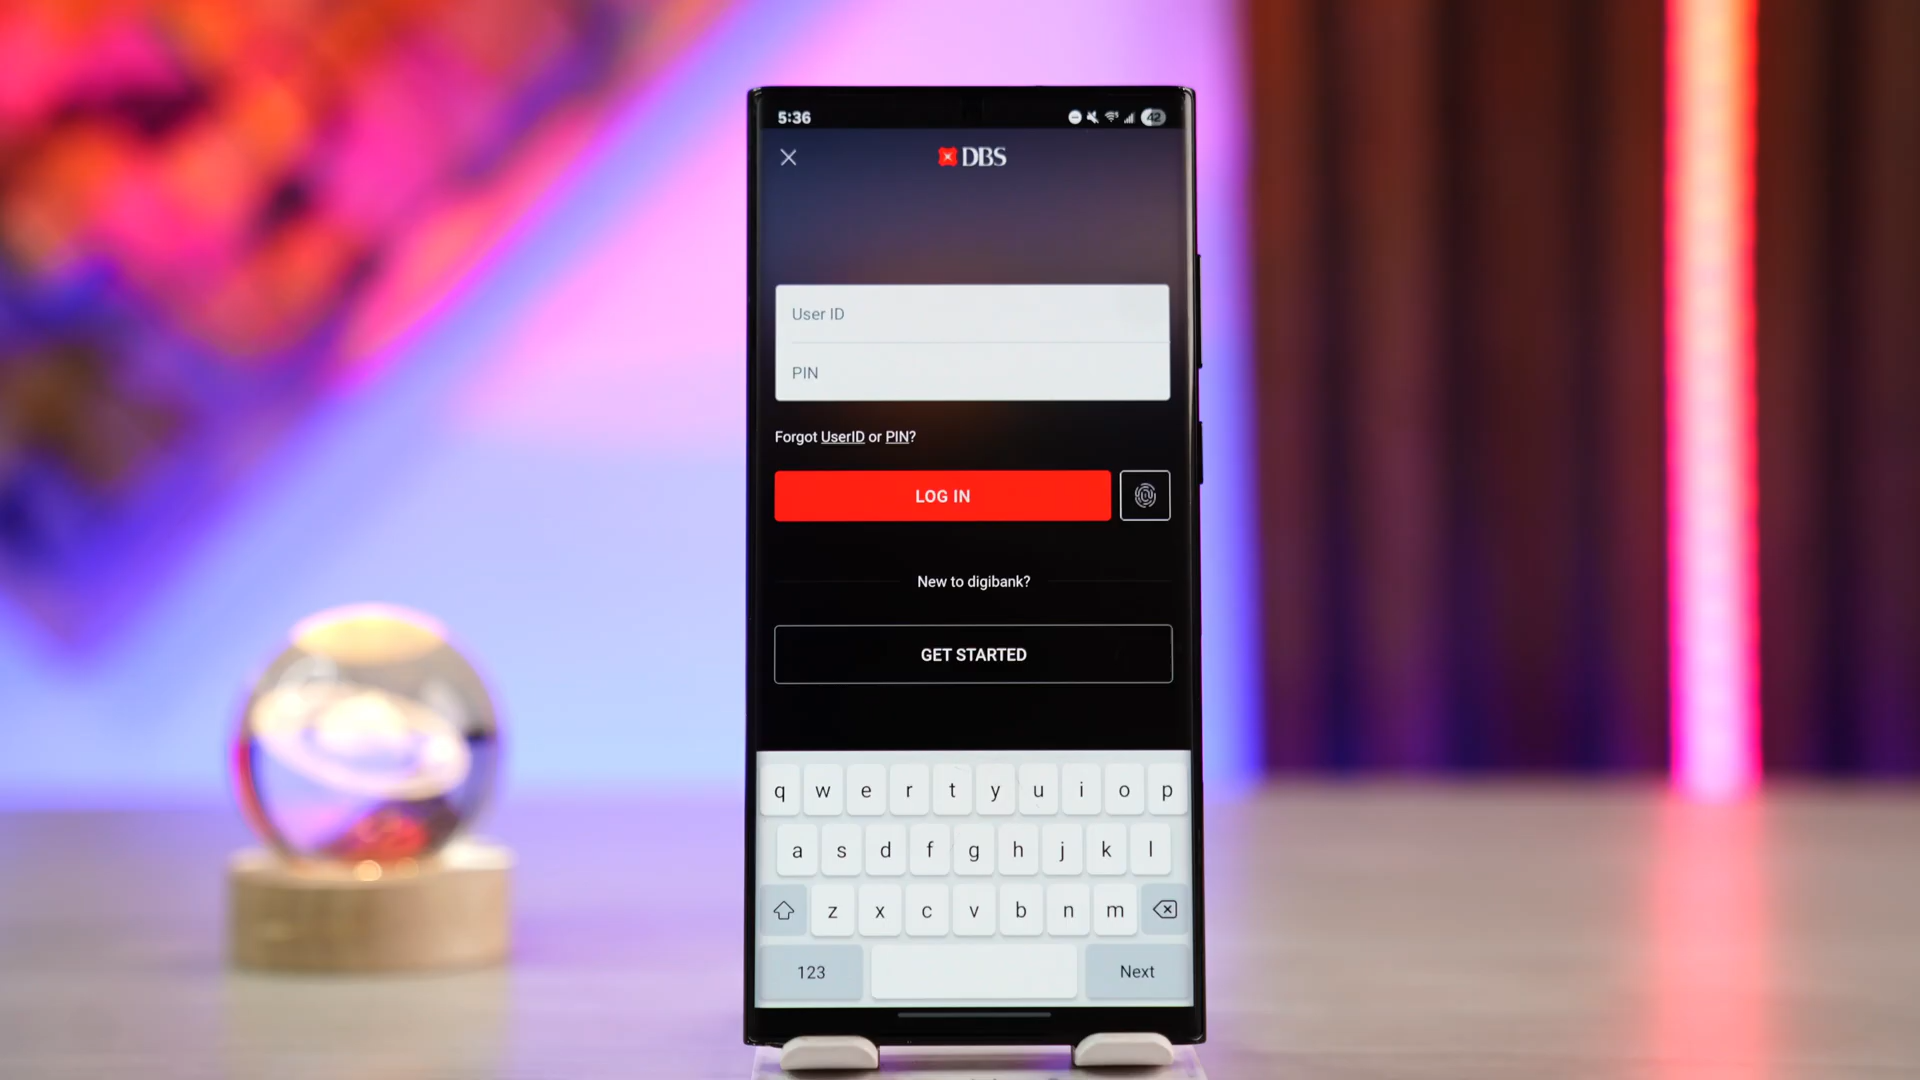 5:36
42
DBS
User ID
PIN
Forgot UserID or PIN?
LOG IN
New to digibank?
GET STARTED
q w e r t y u i o p
a s d f g h j k l
z x c v b n m
123 Next